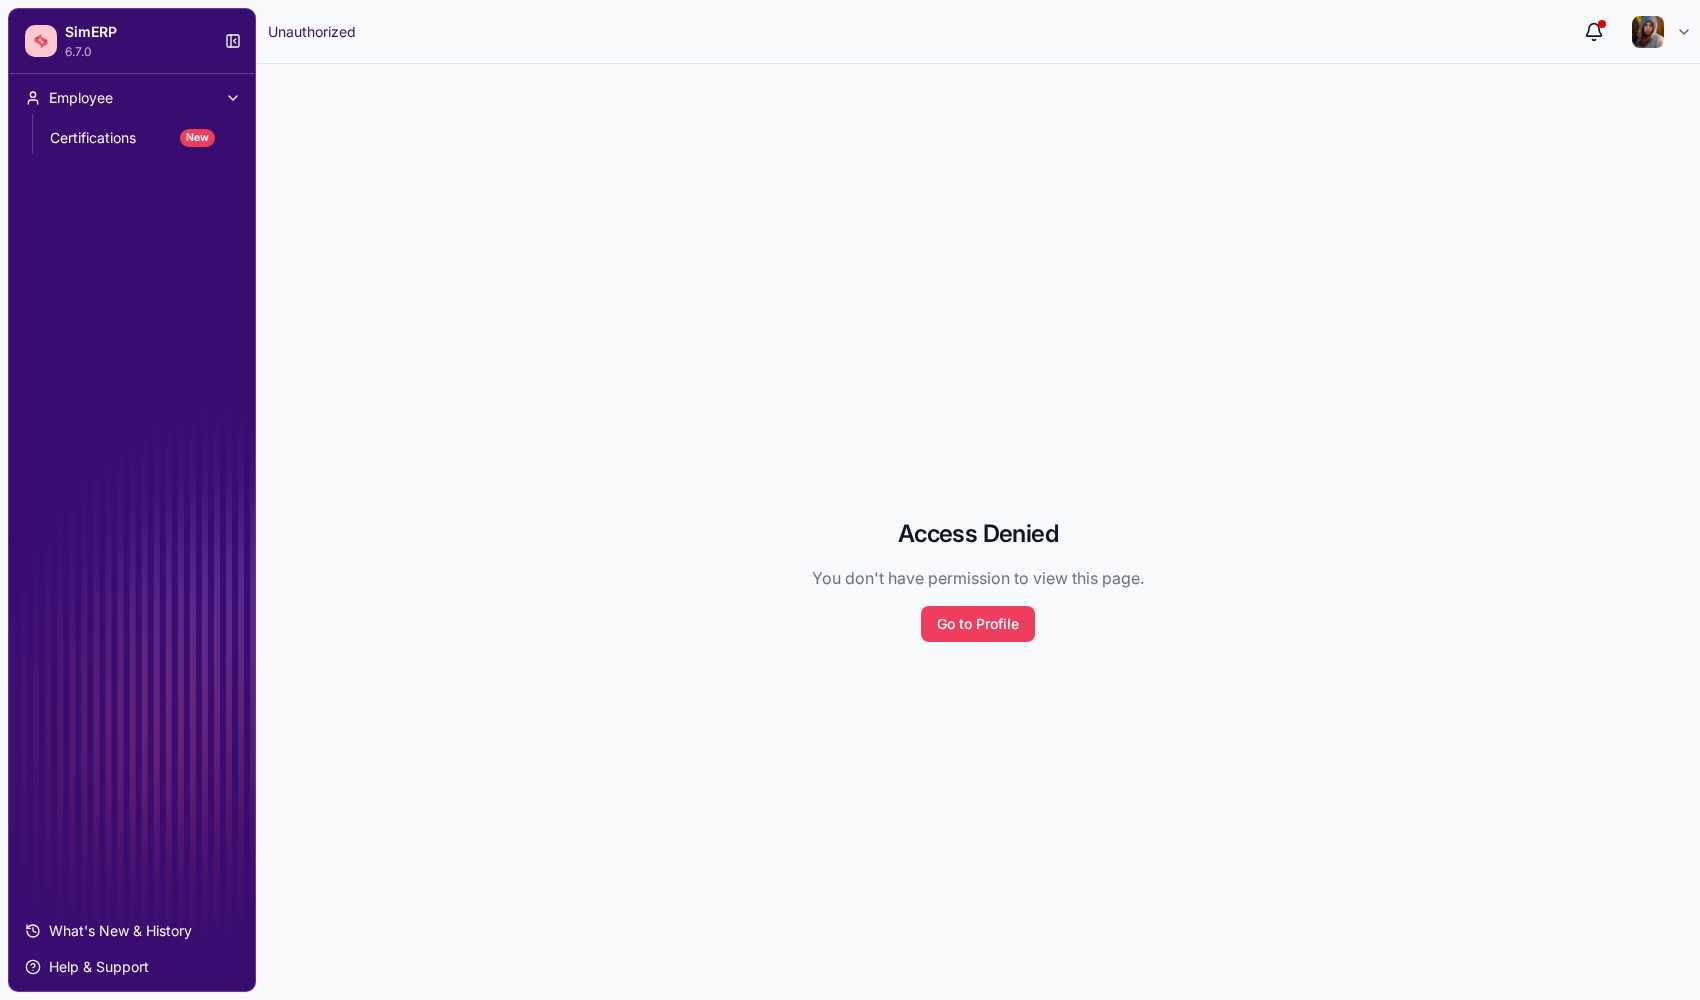 SimERP
6.7.0
Employee
Certifications New
What's New & History
Help & Support
Unauthorized
Access Denied
You don't have permission to view this page.
Go to Profile